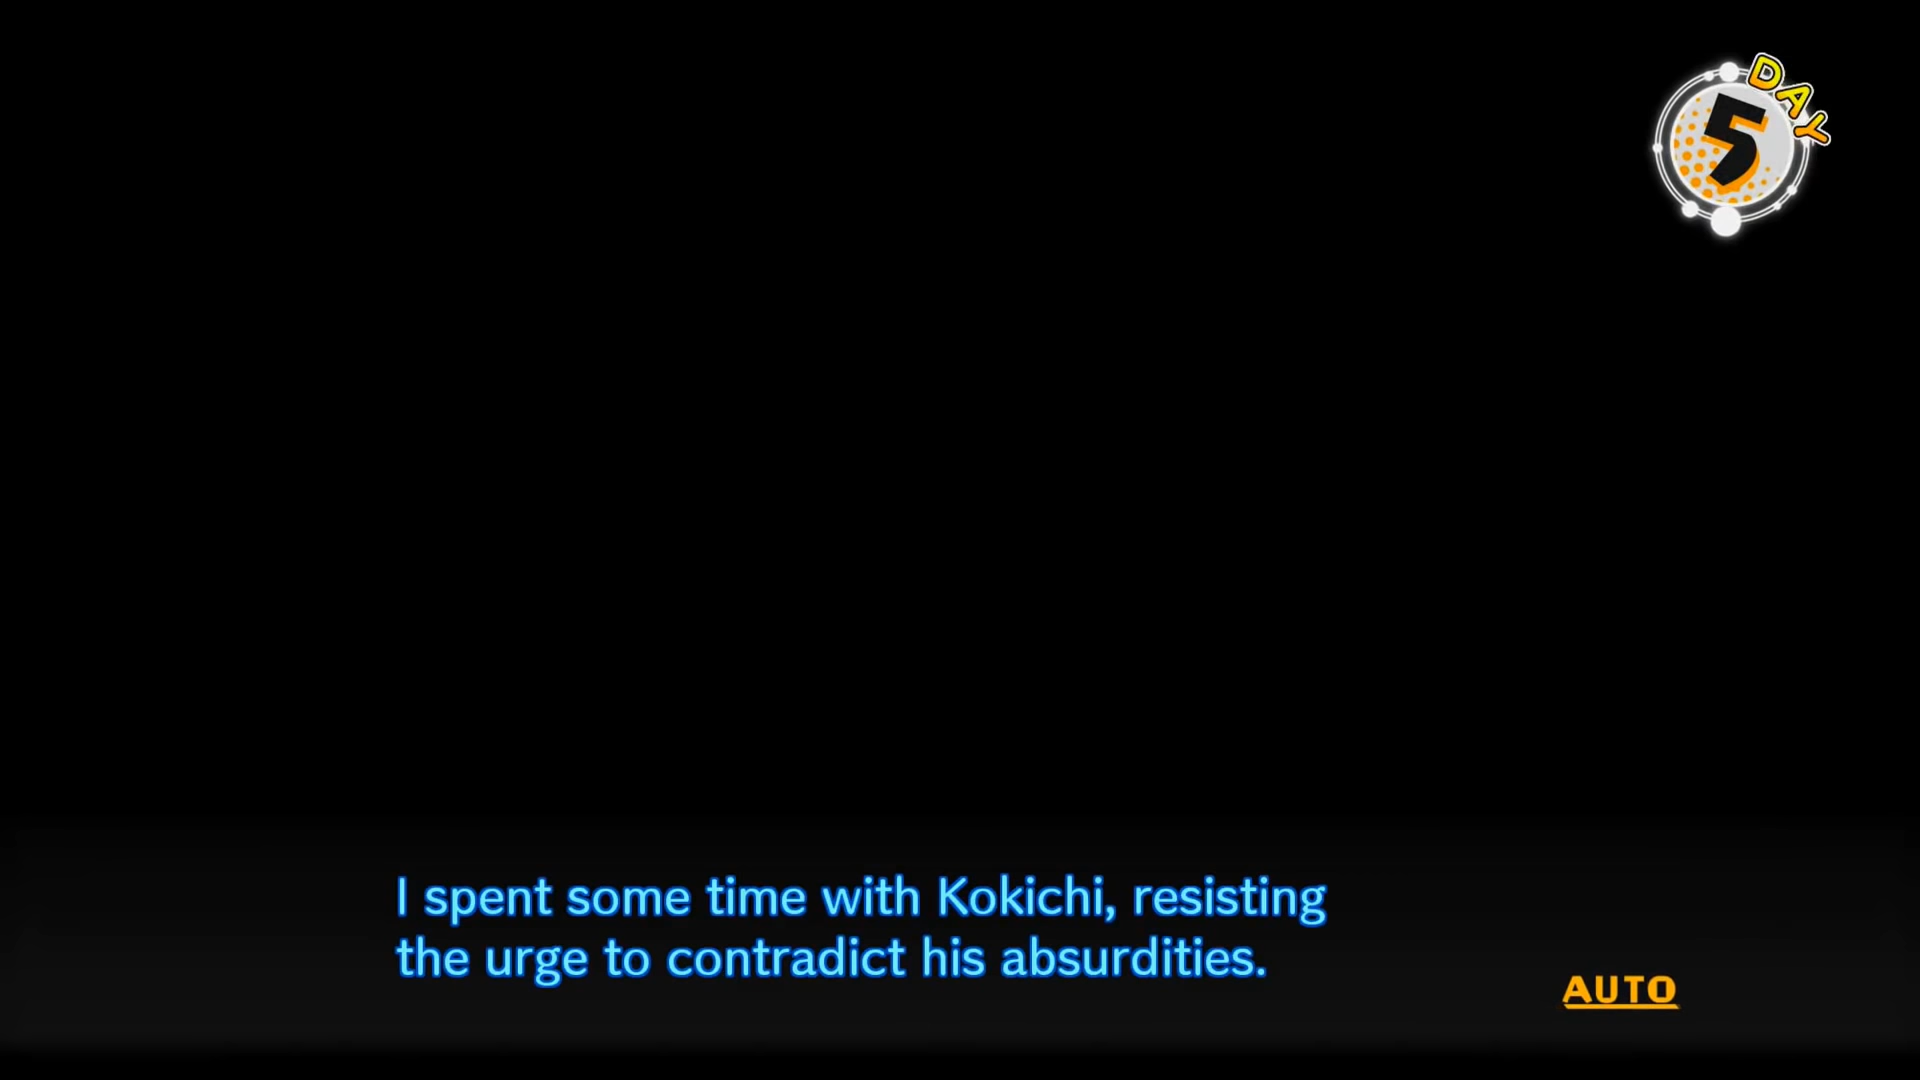 DAY
5
I spent some time with Kokichi, resisting
the urge to contradict his absurdities.
AUTO